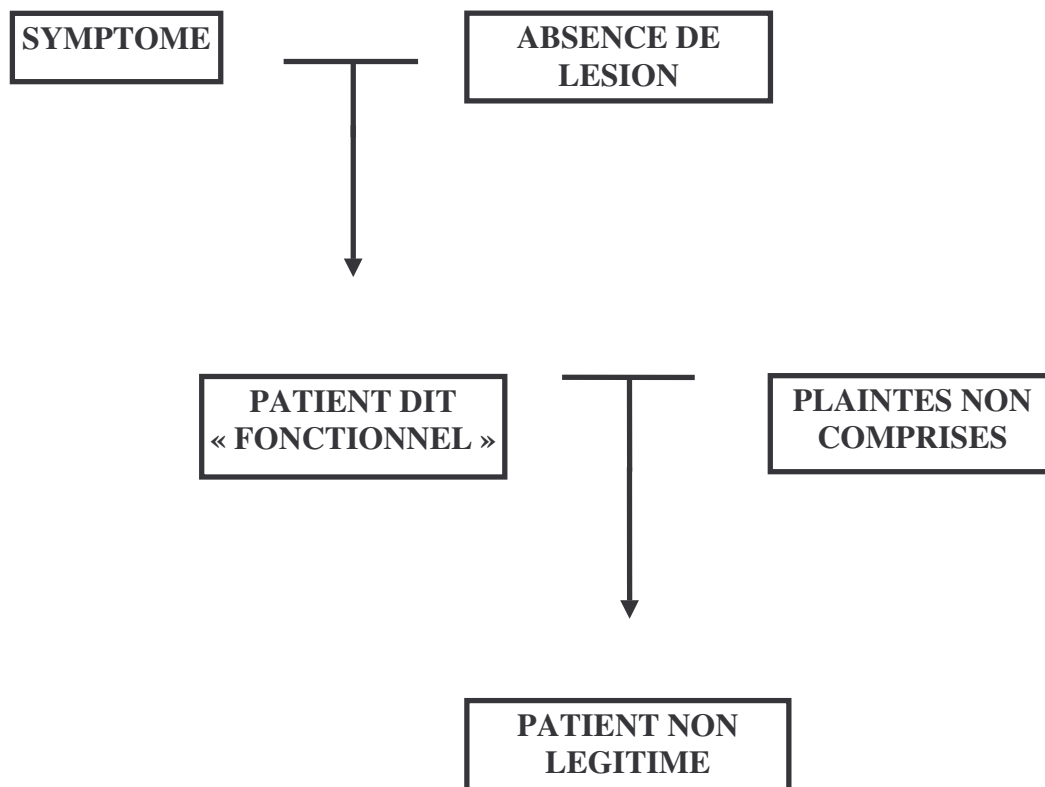 SYMPTOME
ABSENCE DE
LESION
PATIENT DIT
« FONCTIONNEL »
PLAINTES NON
COMPRISES
PATIENT NON
LEGITIME